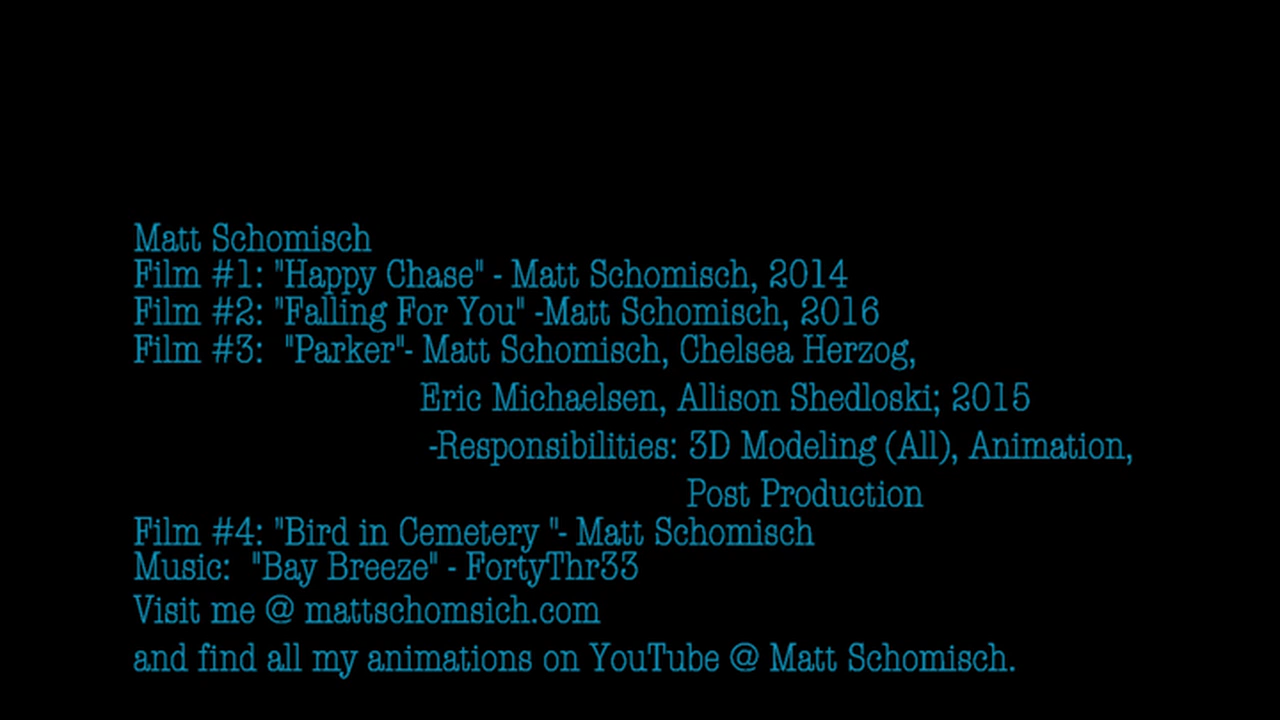 Matt Schomisch
Film #1: "Happy Chase" - Matt Schomisch, 2014
Film #2: "Falling For You" -Matt Schomisch, 2016
Film #3: "Parker"- Matt Schomisch, Chelsea Herzog,
Eric Michaelsen, Allison Shedloski; 2015
-Responsibilities: 3D Modeling (All), Animation,
Post Production
Film #4: "Bird in Cemetery "- Matt Schomisch
Music: "Bay Breeze" - FortyThr33
Visit me @ mattschomsich.com
and find all my animations on YouTube @ Matt Schomisch.